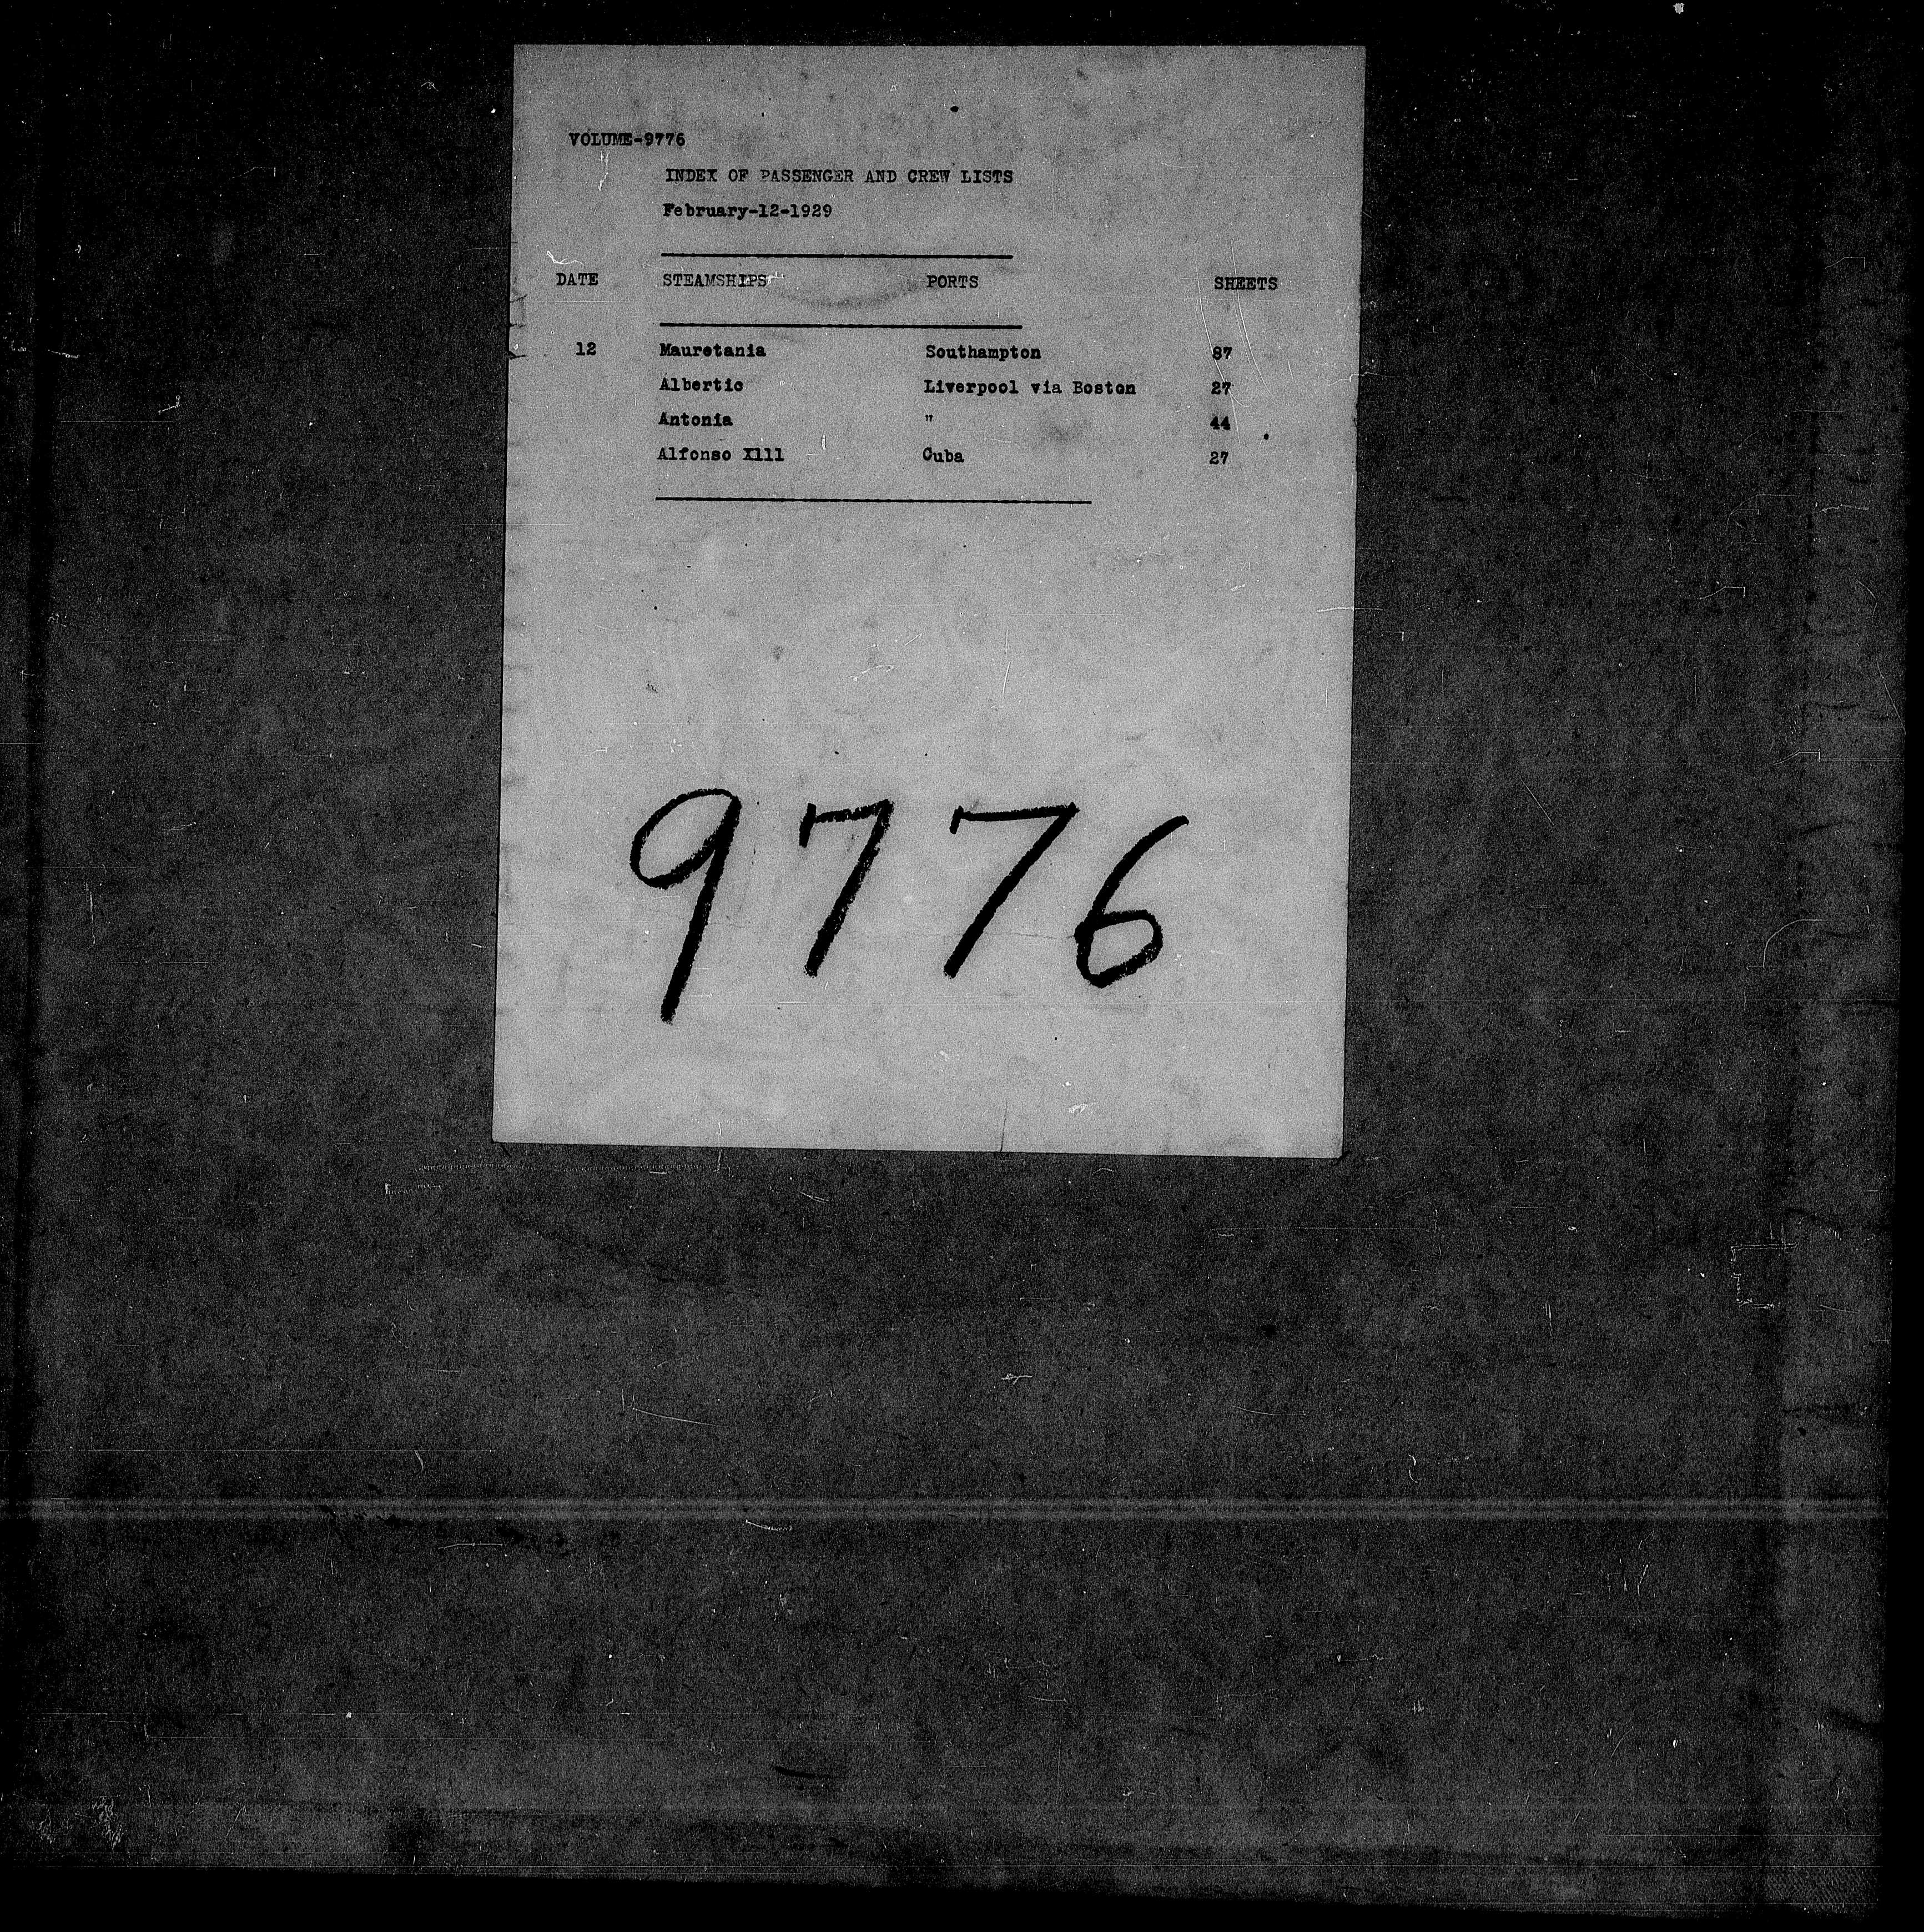 VOLUME-9776
INDEX OF PASSENGER AND CREW LISTS
February-12-1929
DATE STEAMSHIPS PORTS SHEETS
12 Mauretania Southampton 87
Albertic Liverpool via Boston 27
Antonia " 44
Alfonso X111 Cuba 27
9776